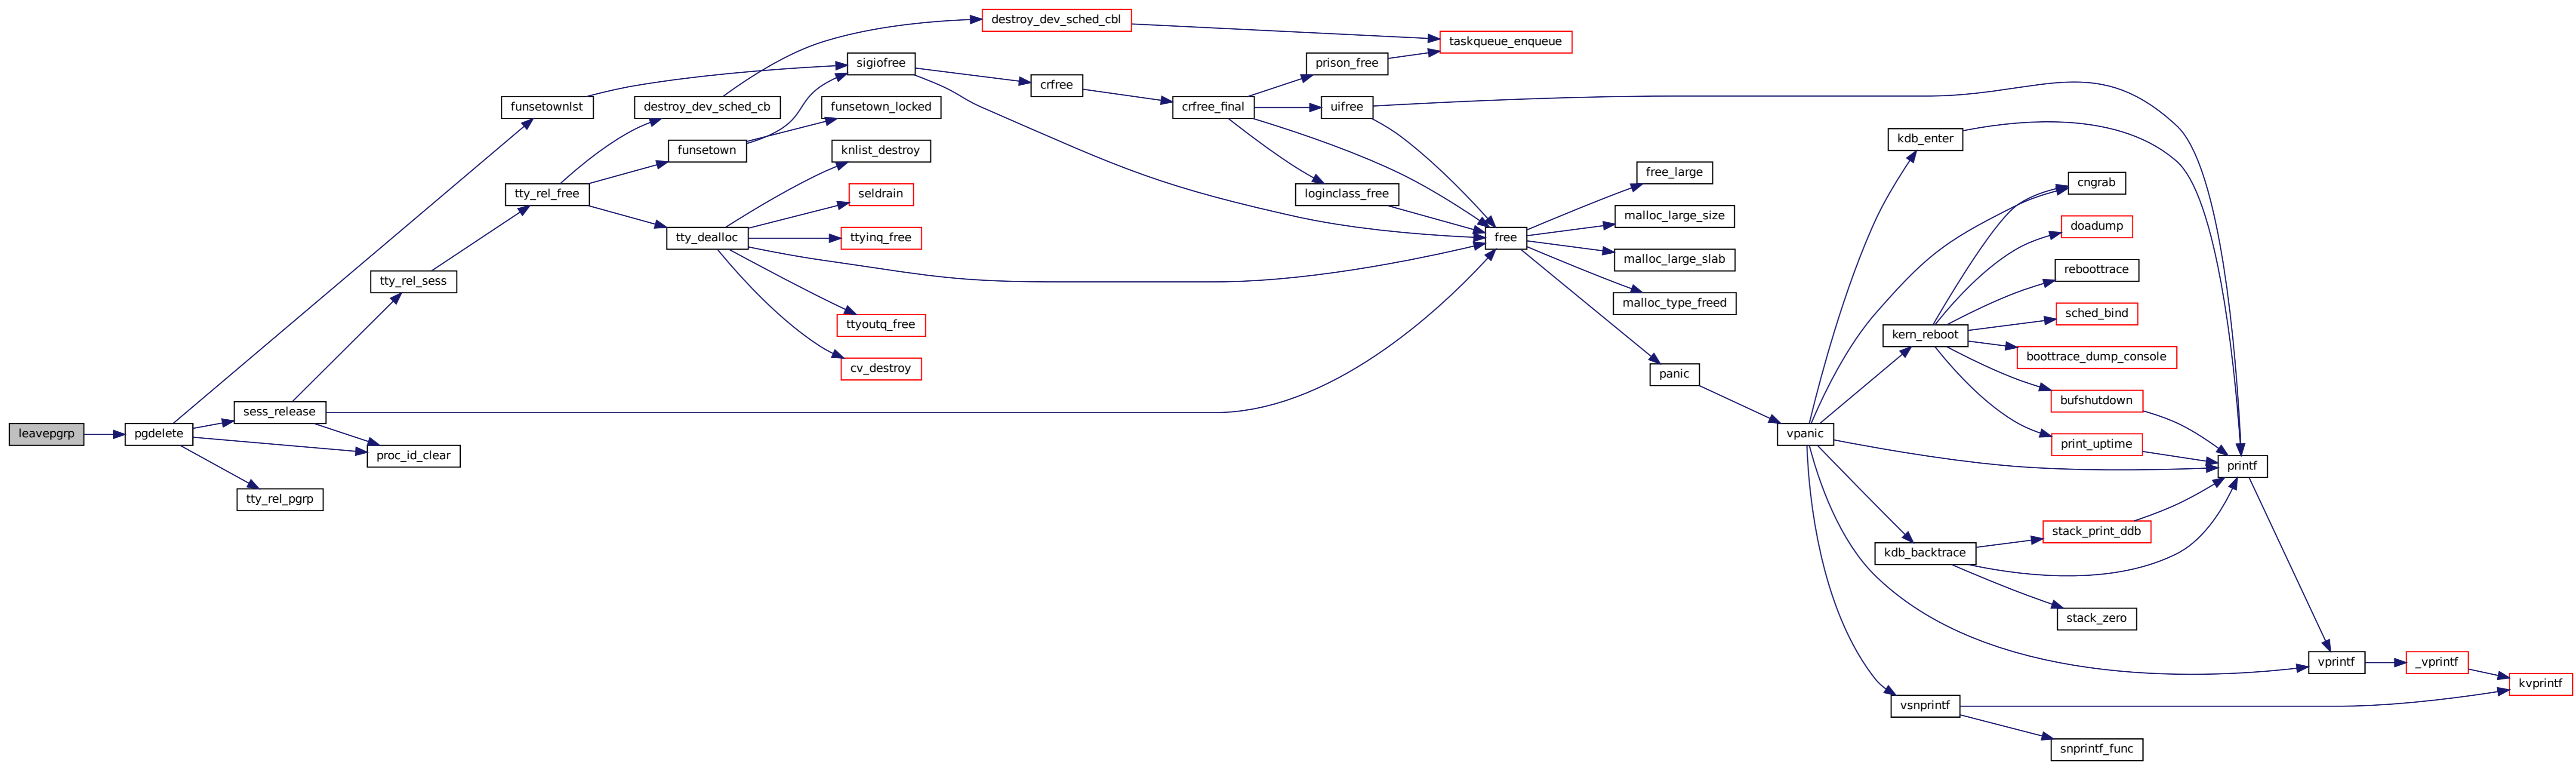 leavepgrp
pgdelete
funsetownlst
sess_release
proc_id_clear
tty_rel_pgrp
tty_rel_sess
tty_rel_free
destroy_dev_sched_cb
funsetown
tty_dealloc
sigiofree
funsetown_locked
knlist_destroy
seldrain
ttyinq_free
ttyoutq_free
cv_destroy
destroy_dev_sched_cbl
crfree
crfree_final
prison_free
uifree
loginclass_free
taskqueue_enqueue
free
free_large
malloc_large_size
malloc_large_slab
malloc_type_freed
panic
vpanic
kdb_enter
kern_reboot
kdb_backtrace
vsnprintf
cngrab
doadump
reboottrace
sched_bind
boottrace_dump_console
bufshutdown
print_uptime
stack_print_ddb
stack_zero
snprintf_func
printf
vprintf
_vprintf
kvprintf